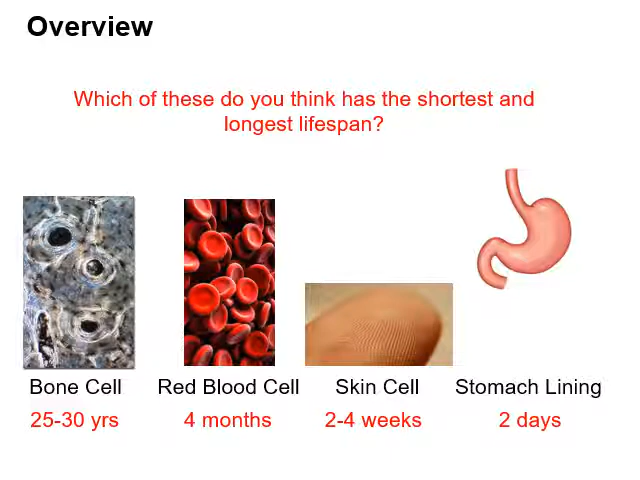 Overview
Which of these do you think has the shortest and
longest lifespan?
Bone Cell
Red Blood Cell
Skin Cell
Stomach Lining
25-30 yrs
4 months
2-4 weeks
2 days